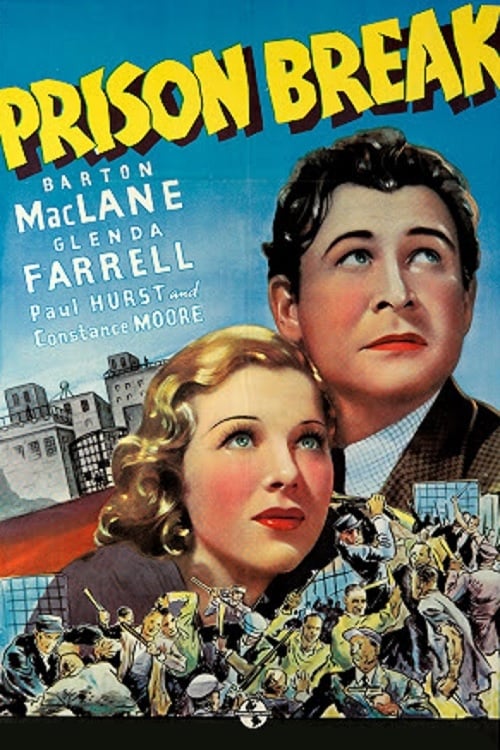 PRISON BREAK
BARTON
MacLANE
GLENDA
FARRELL
Paul HURST and
Constance MOORE